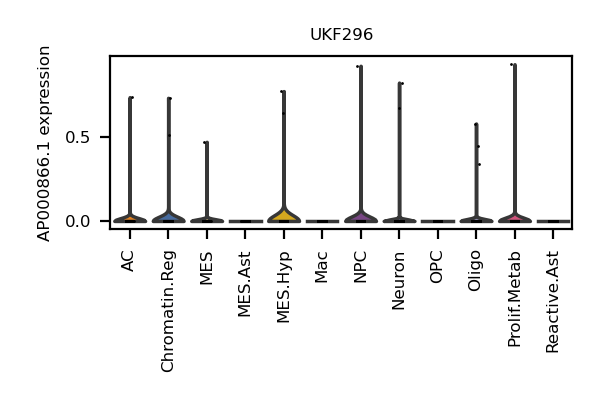 UKF296
AP000866.1 expression
0.5
0.0
AC
Chromatin.Reg
MES
MES.Ast
MES.Hyp
Mac
NPC
Neuron
OPC
Oligo
Prolif.Metab
Reactive.Ast